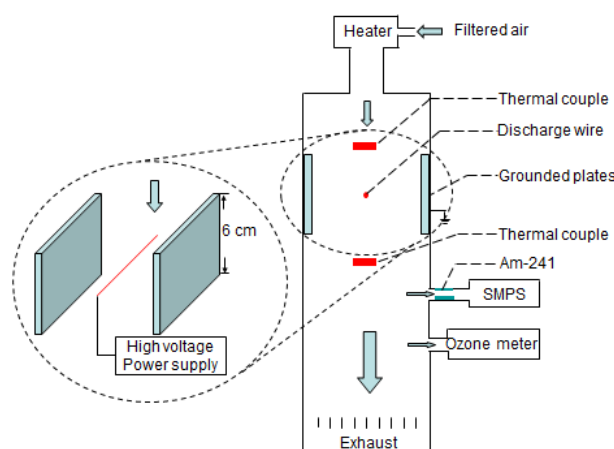 Heater
Filtered air
Thermal couple
Discharge wire
Grounded plates
6 cm
Thermal couple
Am-241
SMPS
High voltage
Power supply
Ozone meter
Exhaust